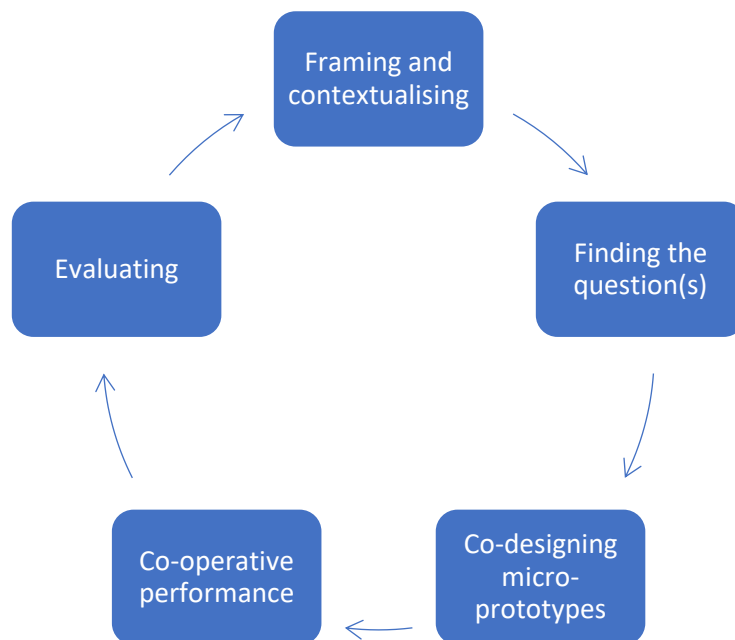 Framing and
contextualising
Finding the
question(s)
Co-designing
micro-
prototypes
Co-operative
performance
Evaluating